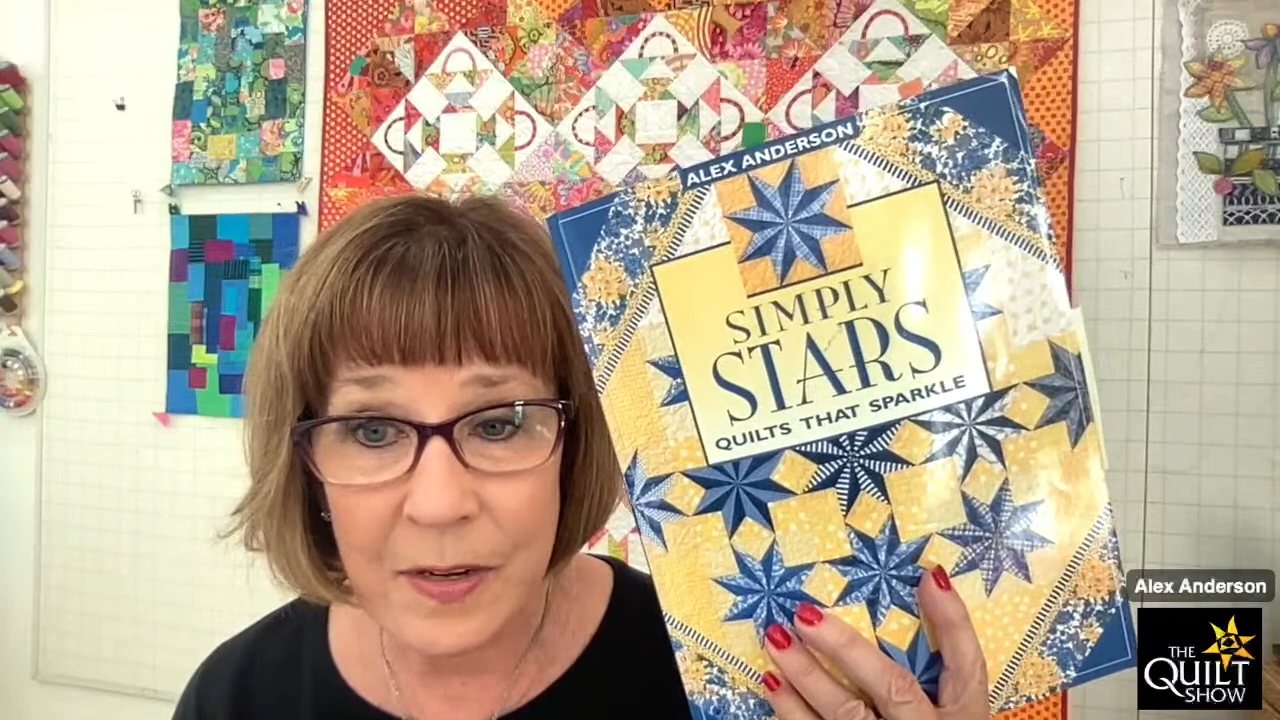 ALEX ANDERSON
SIMPLY
STARS
QUILTS THAT SPARKLE
Alex Anderson
THE
QUILT
SHOW